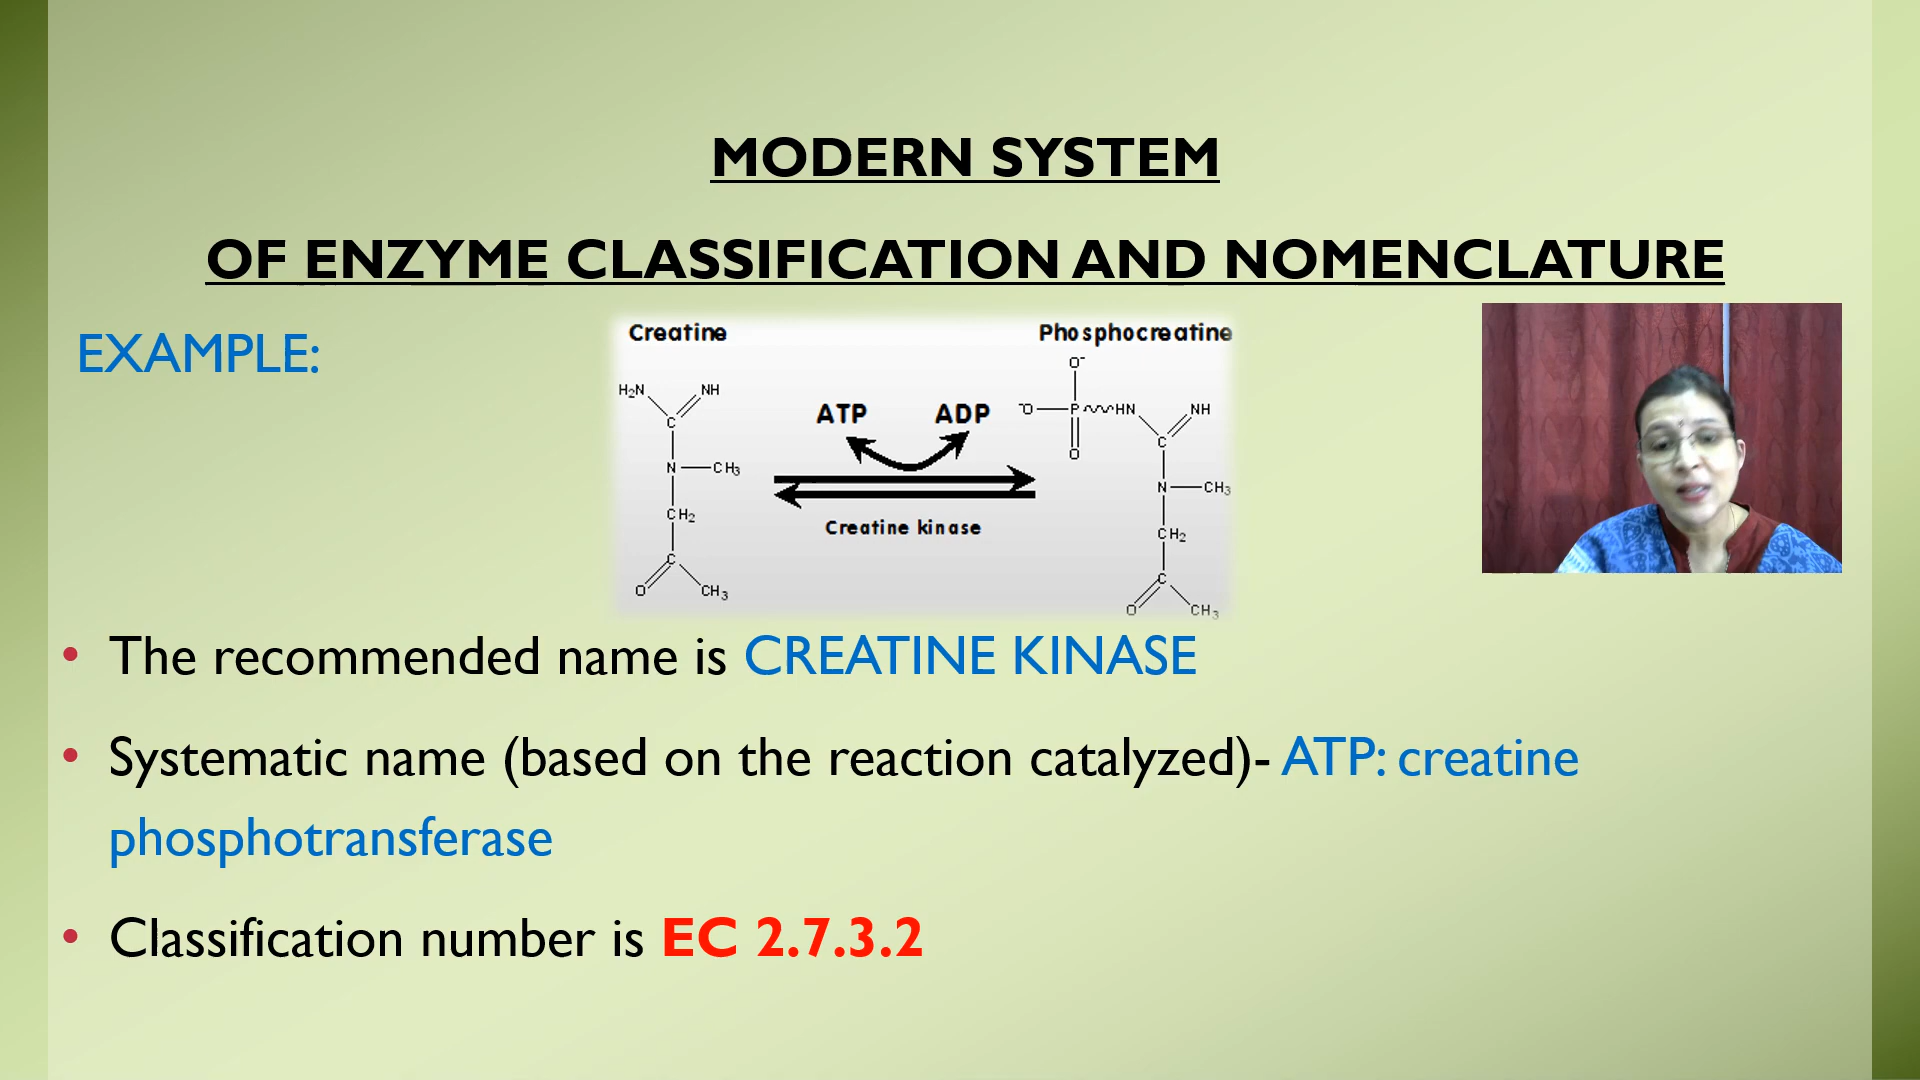 MODERN SYSTEM
OF ENZYME CLASSIFICATION AND NOMENCLATURE
EXAMPLE:
Creatine
Phosphocreatine
H₂N
NH
C
N
CH₃
CH₂
C
O
CH₃
ATP
ADP
Creatine kinase
O⁻
⁻O
P
HN
NH
O
C
N
CH₃
CH₂
C
O
CH₃
• The recommended name is CREATINE KINASE
• Systematic name (based on the reaction catalyzed)- ATP: creatine
phosphotransferase
• Classification number is EC 2.7.3.2